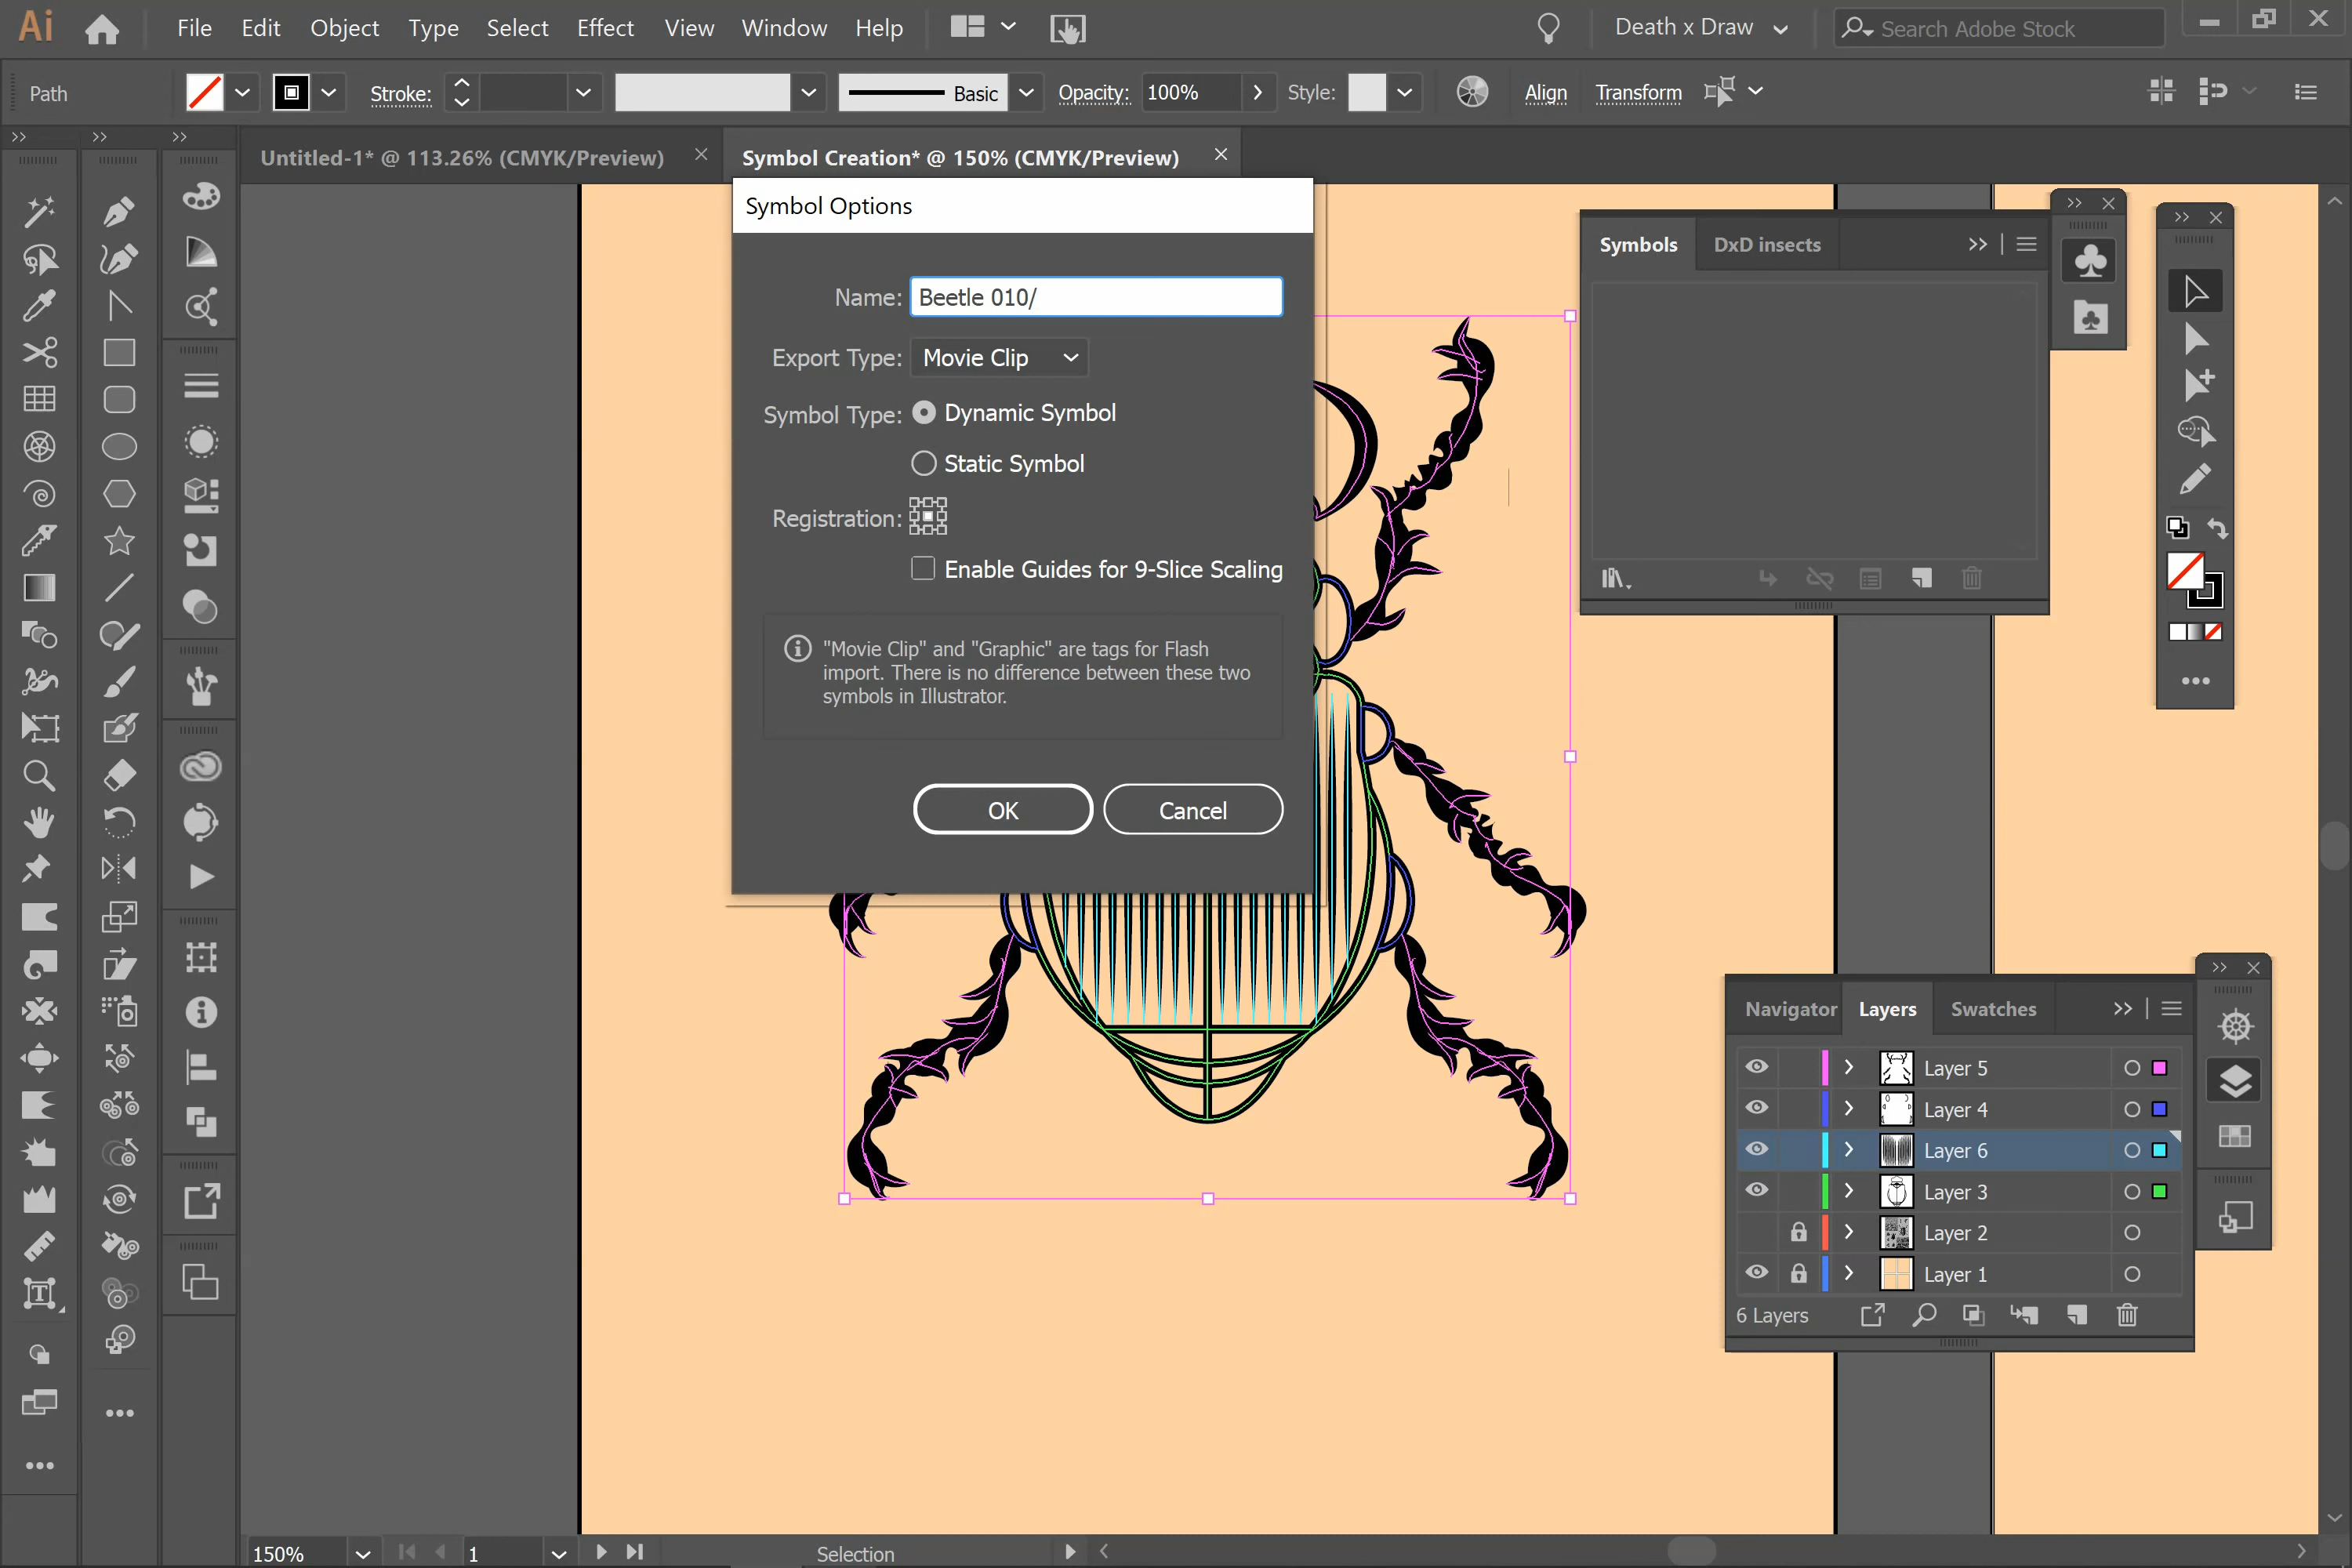 Ai File Edit Object Type Select Effect View Window Help Death x Draw Search Adobe Stock
Path Stroke: Basic Opacity: 100% Style: Align Transform
Untitled-1* @ 113.26% (CMYK/Preview) Symbol Creation* @ 150% (CMYK/Preview)
Symbol Options
Name: Beetle 010/
Export Type: Movie Clip
Symbol Type: Dynamic Symbol
Static Symbol
Registration:
Enable Guides for 9-Slice Scaling
"Movie Clip" and "Graphic" are tags for Flash
import. There is no difference between these two
symbols in Illustrator.
OK Cancel
Symbols DxD insects
Navigator Layers Swatches
Layer 5
Layer 4
Layer 6
Layer 3
Layer 2
Layer 1
6 Layers
150% 1 Selection